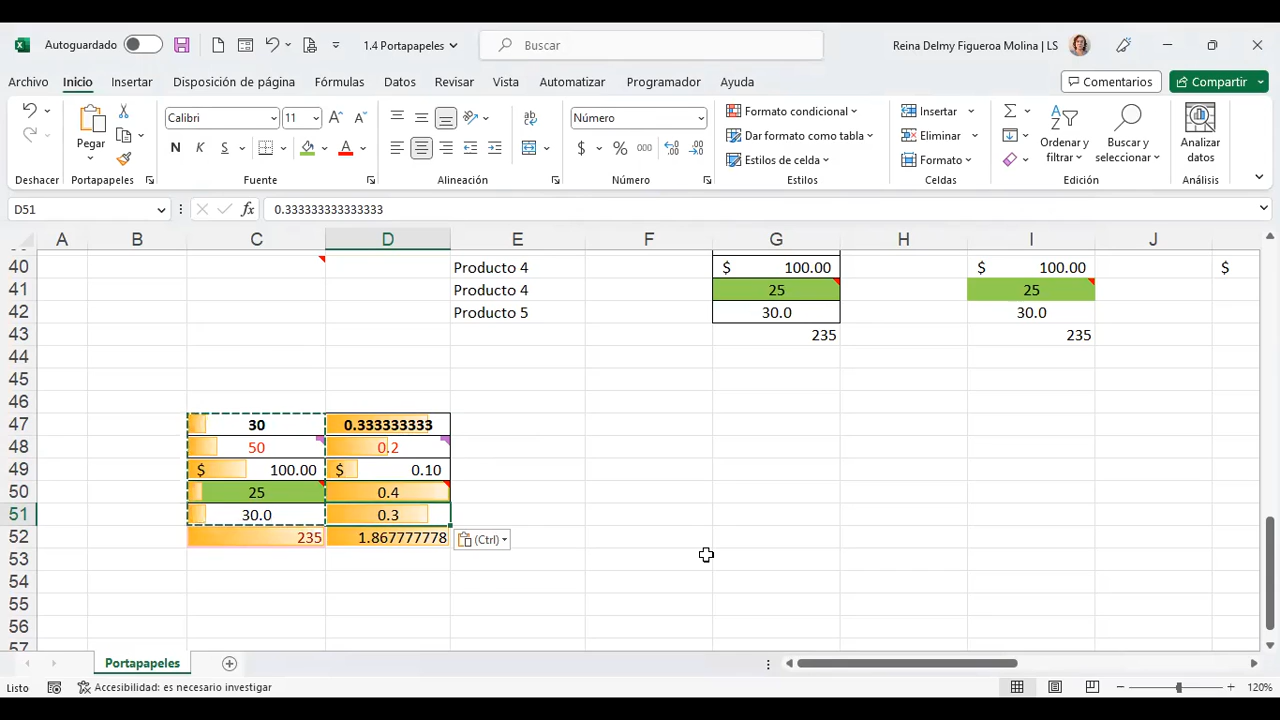 Autoguardado
1.4 Portapapeles
Buscar
Reina Delmy Figueroa Molina | LS
Archivo Inicio Insertar Disposición de página Fórmulas Datos Revisar Vista Automatizar Programador Ayuda Comentarios Compartir
Pegar
Calibri 11
N K S
Número
$ % 000
Formato condicional
Dar formato como tabla
Estilos de celda
Insertar
Eliminar
Formato
Ordenar y filtrar
Buscar y seleccionar
Analizar datos
Deshacer Portapapeles Fuente Alineación Número Estilos Celdas Edición Análisis
D51 fx 0.333333333333333
A B C D E F G H I J
40 Producto 4 $ 100.00 $ 100.00 $
41 Producto 4 25 25
42 Producto 5 30.0 30.0
43 235 235
44
45
46
47 30 0.333333333
48 50 0.2
49 $ 100.00 $ 0.10
50 25 0.4
51 30.0 0.3
52 235 1.867777778 (Ctrl)
53
54
55
56
57
Portapapeles
Listo Accesibilidad: es necesario investigar 120%